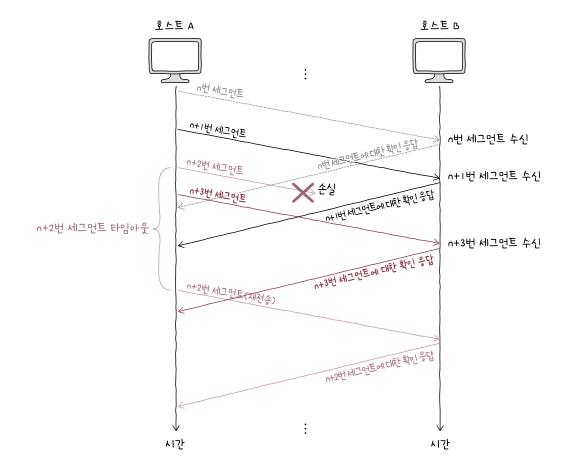 호스트 A
호스트 B
⋮
n번 세그먼트
n+1번 세그먼트
n번 세그먼트 수신
n번 세그먼트에 대한 확인 응답
n+2번 세그먼트
n+1번 세그먼트 수신
손실
n+3번 세그먼트
n+1번 세그먼트에 대한 확인 응답
n+2번 세그먼트 타임아웃
n+3번 세그먼트 수신
n+3번 세그먼트에 대한 확인 응답
n+2번 세그먼트(재전송)
n+2번 세그먼트에 대한 확인 응답
⋮
시간
시간